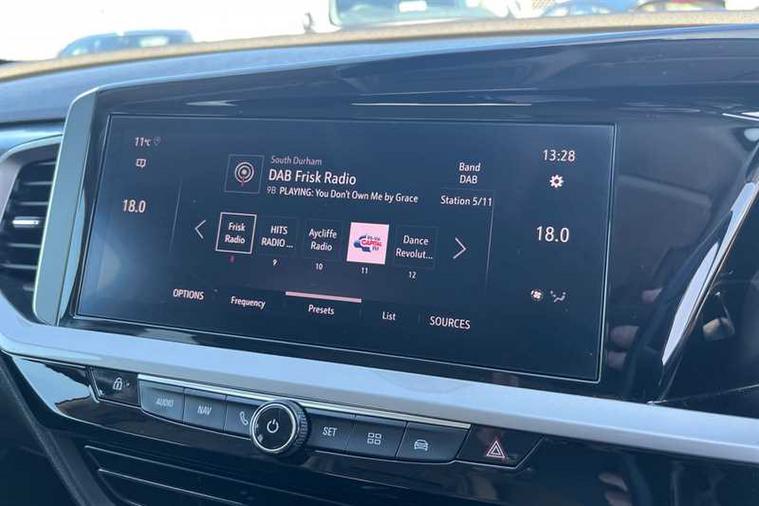 11°C
18.0
South Durham
DAB Frisk Radio
9B PLAYING: You Don't Own Me by Grace
Band
DAB
Station 5/11
13:28
18.0
Frisk
Radio
8
HITS
RADIO ...
9
Aycliffe
Radio
10
CAPITAL
11
Dance
Revolut...
12
OPTIONS
Frequency
Presets
List
SOURCES
AUDIO
NAV
SET